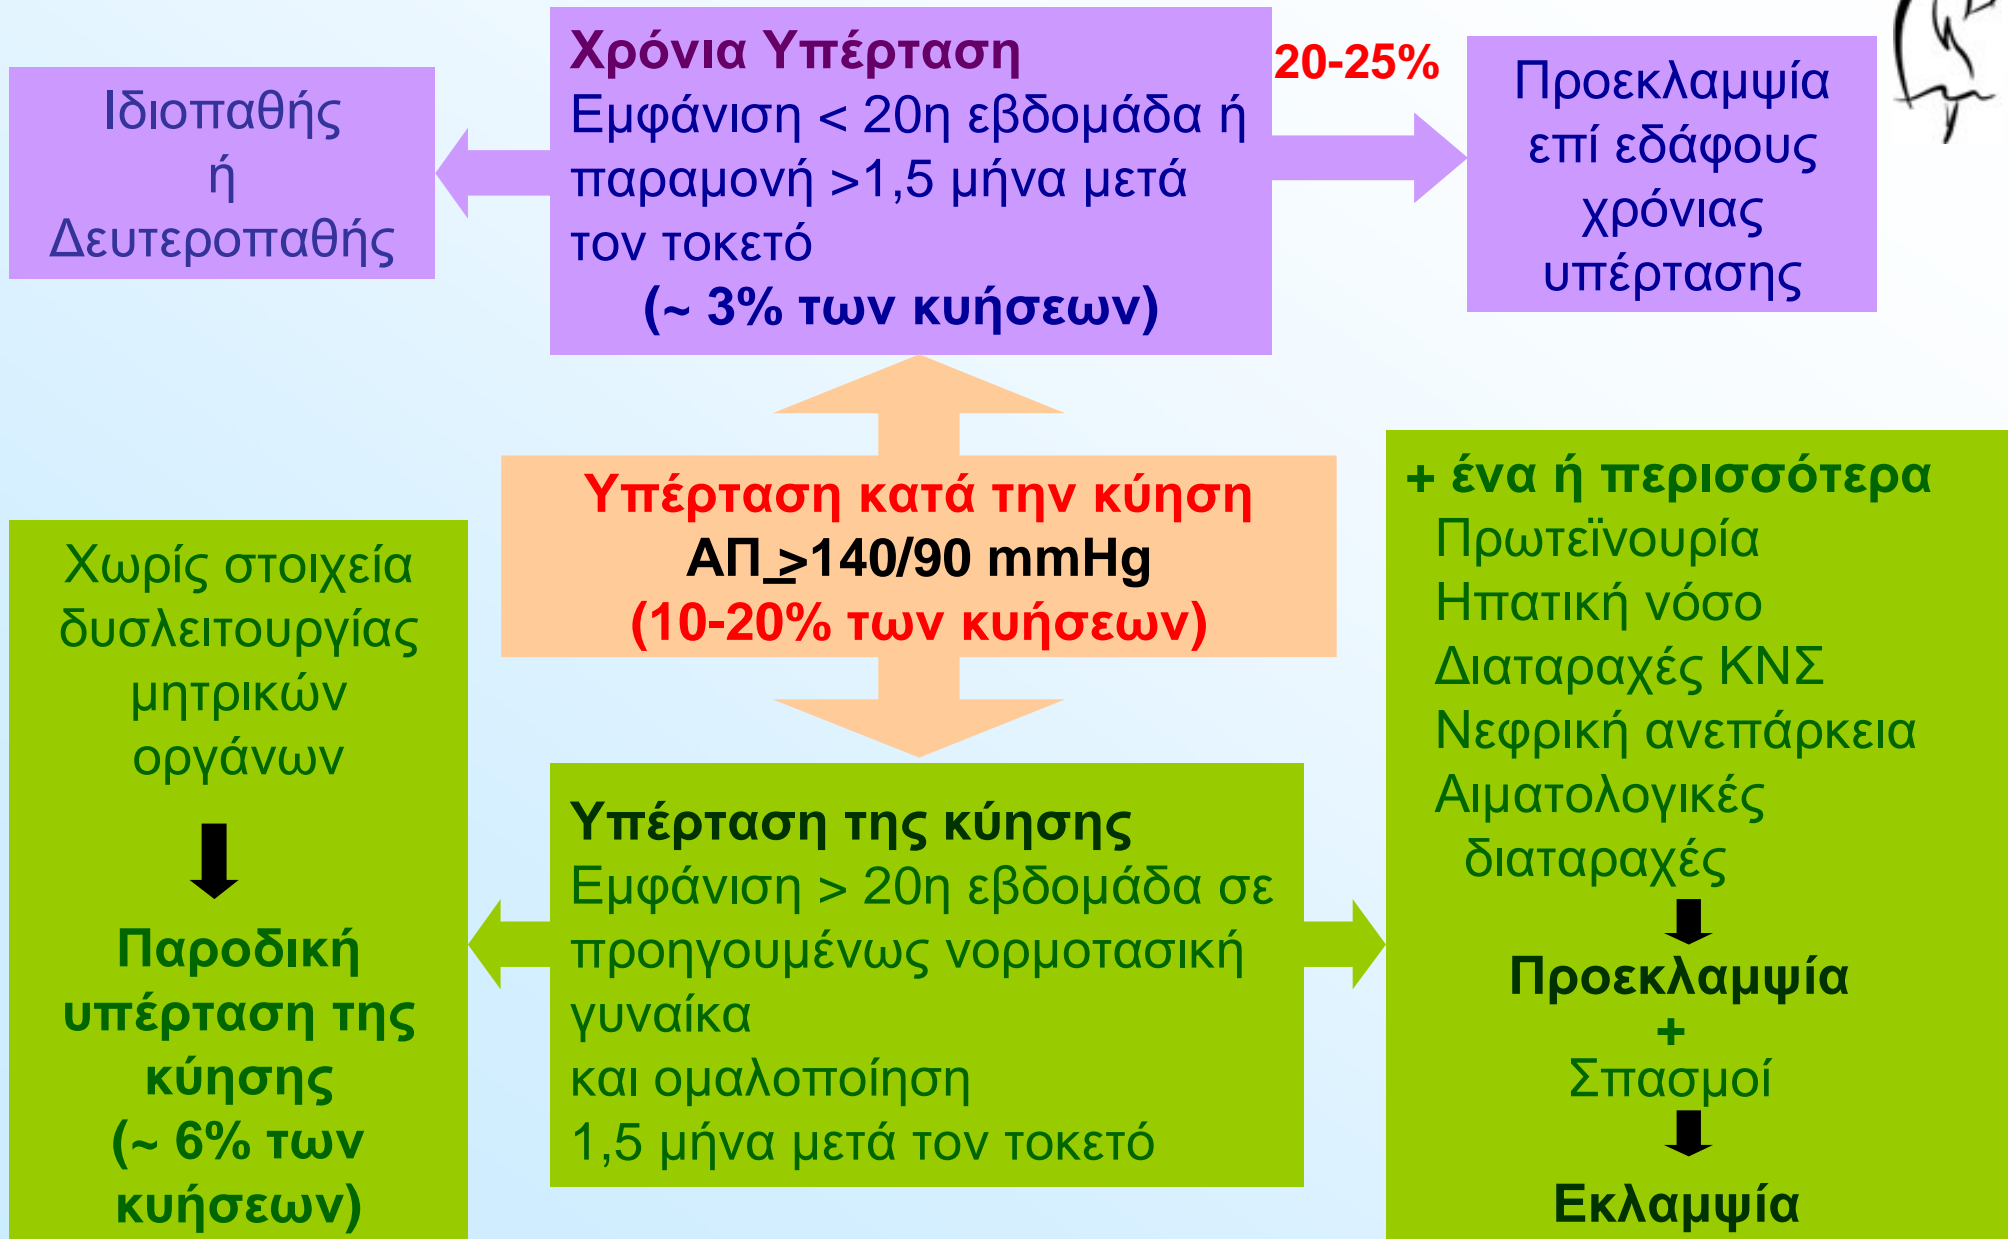 Ιδιοπαθής
ή
Δευτεροπαθής
Χρόνια Υπέρταση
Εμφάνιση < 20η εβδομάδα ή
παραμονή >1,5 μήνα μετά
τον τοκετό
(~ 3% των κυήσεων)
20-25%
Προεκλαμψία
επί εδάφους
χρόνιας
υπέρτασης
Υπέρταση κατά την κύηση
ΑΠ >140/90 mmHg
(10-20% των κυήσεων)
Χωρίς στοιχεία
δυσλειτουργίας
μητρικών
οργάνων
Παροδική
υπέρταση της
κύησης
(~ 6% των
κυήσεων)
Υπέρταση της κύησης
Εμφάνιση > 20η εβδομάδα σε
προηγουμένως νορμοτασική
γυναίκα
και ομαλοποίηση
1,5 μήνα μετά τον τοκετό
+ ένα ή περισσότερα
Πρωτεϊνουρία
Ηπατική νόσο
Διαταραχές ΚΝΣ
Νεφρική ανεπάρκεια
Αιματολογικές
διαταραχές
Προεκλαμψία
+
Σπασμοί
Εκλαμψία